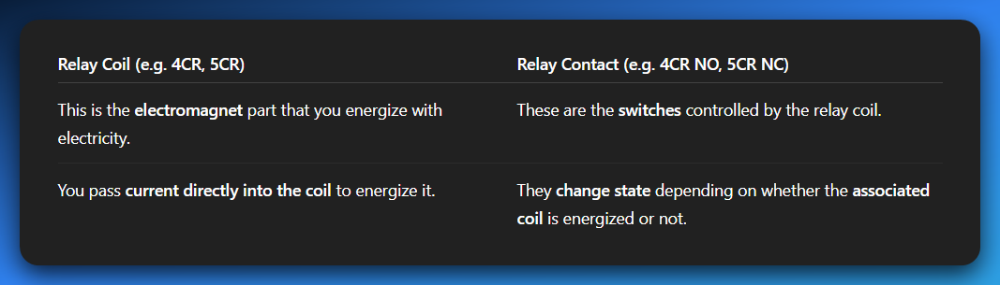 Relay Coil (e.g. 4CR, 5CR)
Relay Contact (e.g. 4CR NO, 5CR NC)
This is the electromagnet part that you energize with
electricity.
These are the switches controlled by the relay coil.
You pass current directly into the coil to energize it.
They change state depending on whether the associated
coil is energized or not.